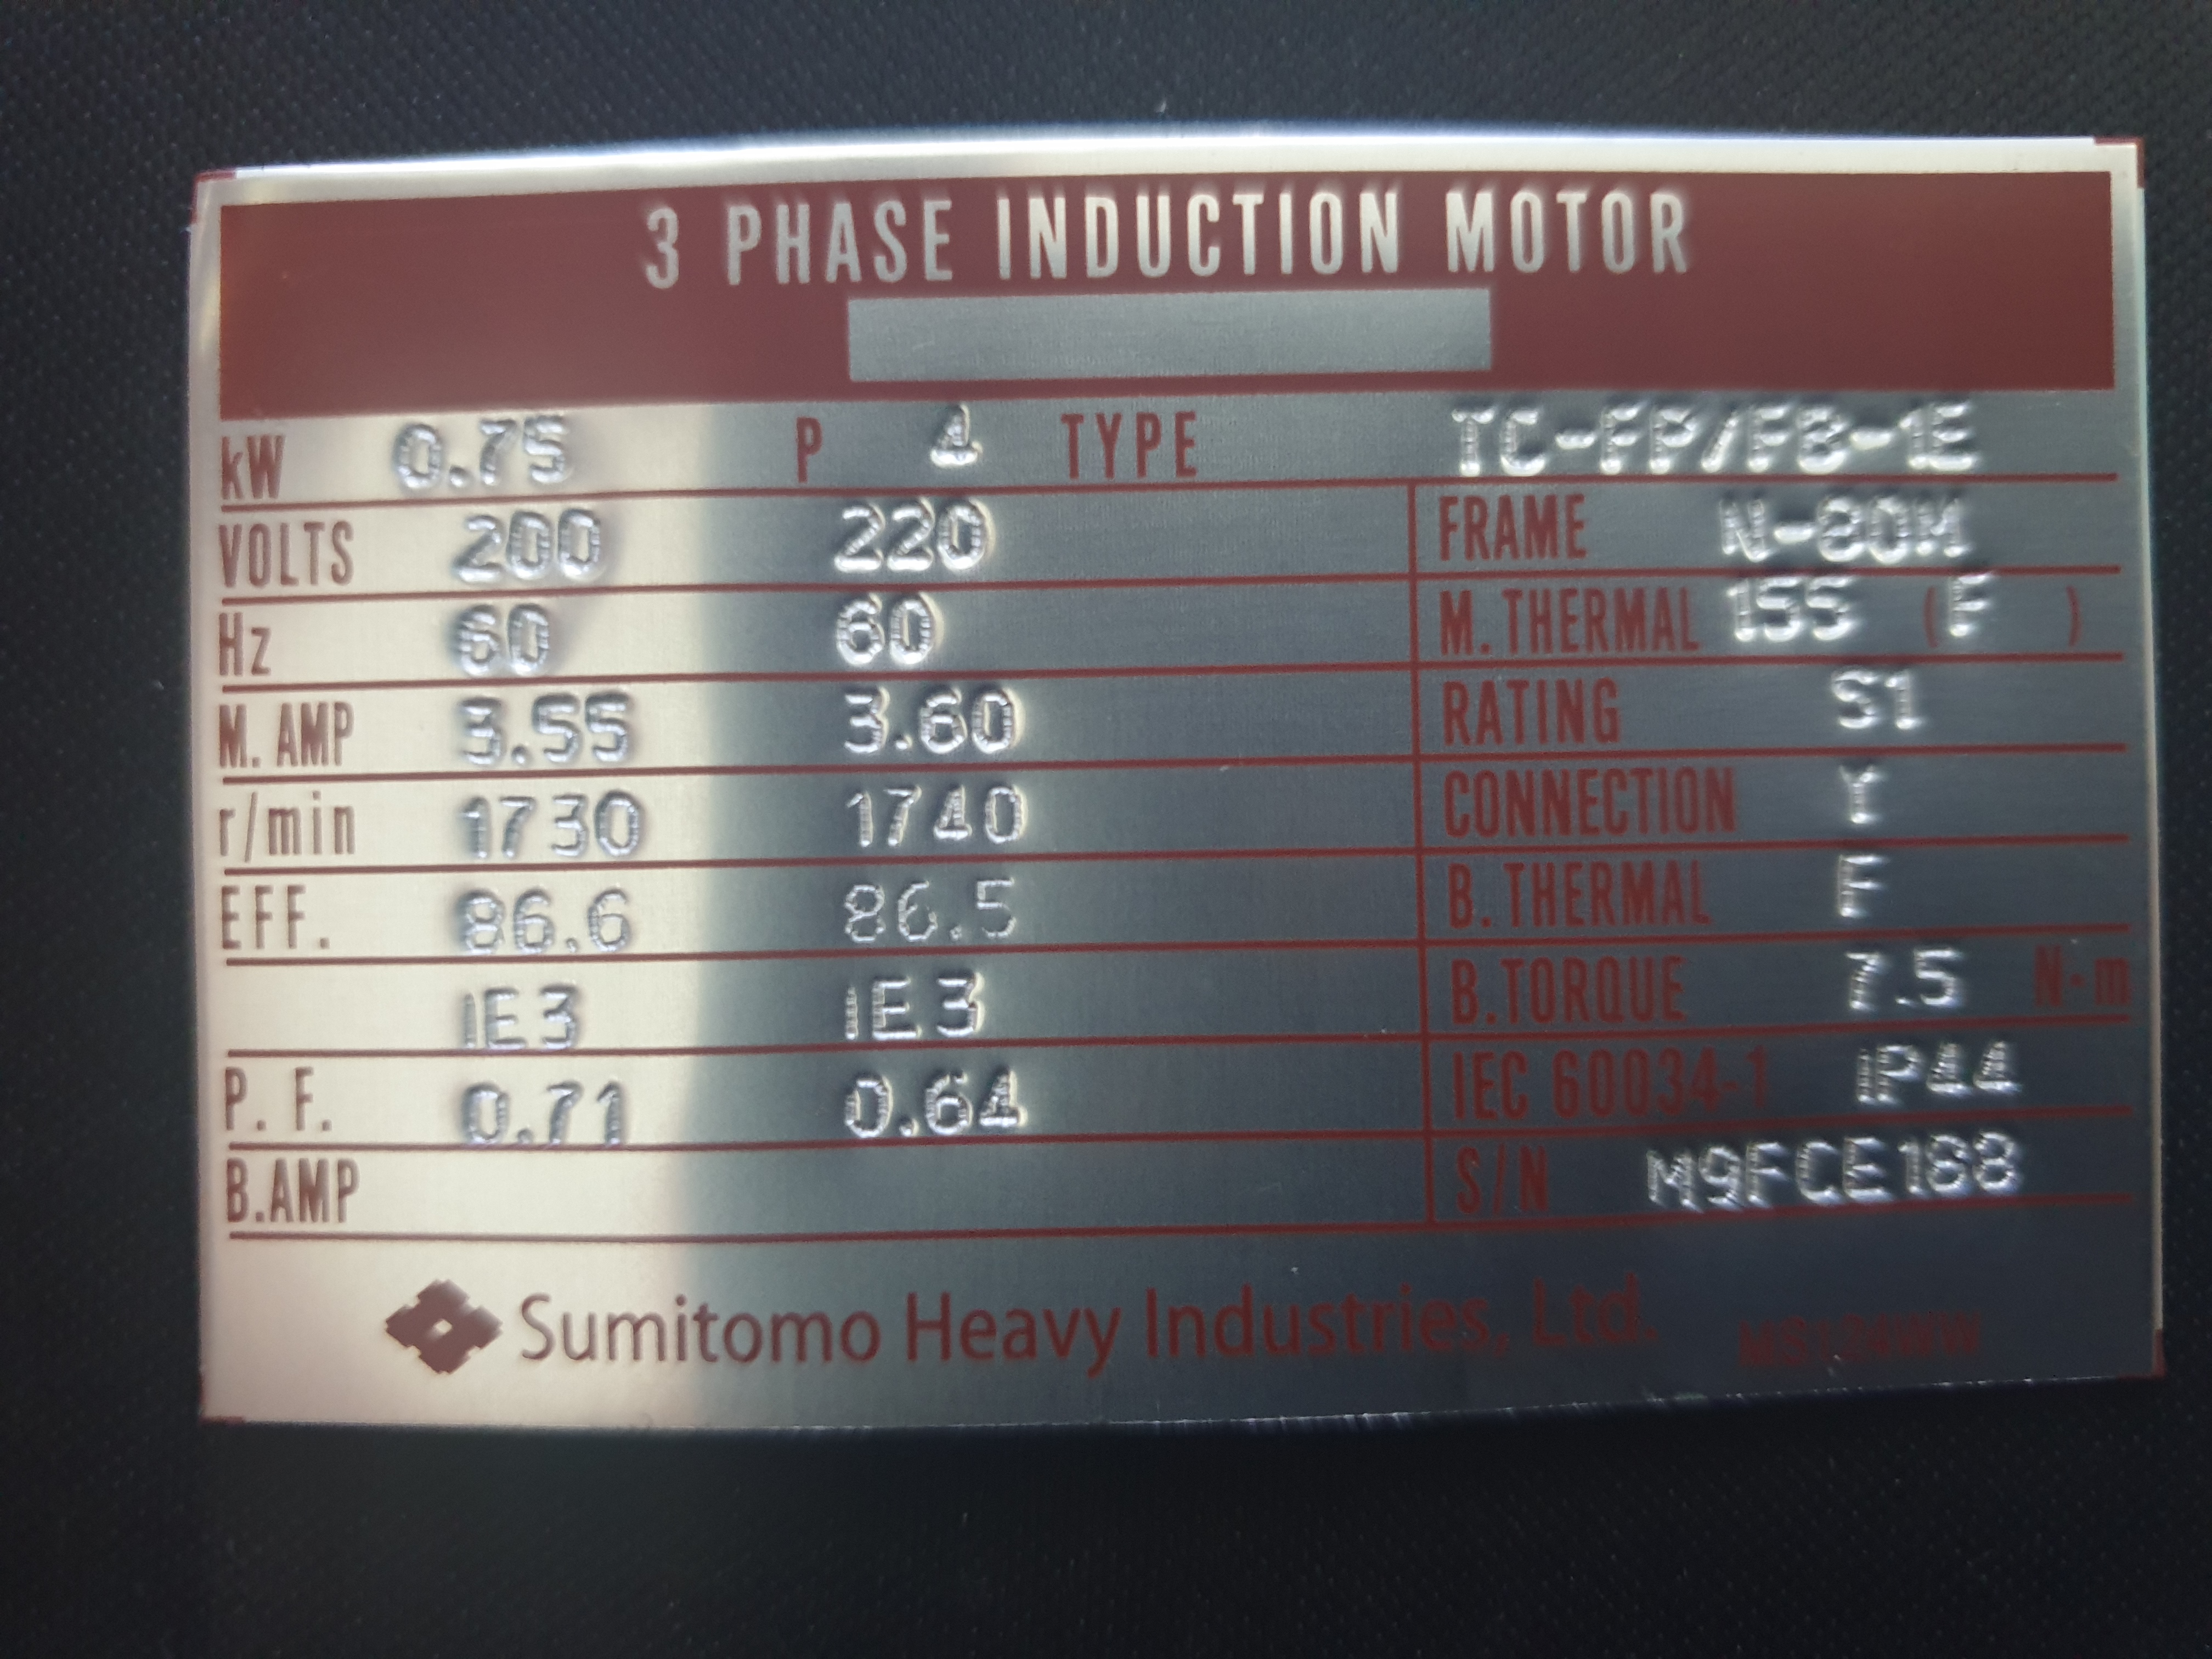 3 PHASE INDUCTION MOTOR
kW 0.75 P 4 TYPE TC-FP/FB-1E
VOLTS 200 220 FRAME N-80M
Hz 60 60 M. THERMAL 155 (F )
M. AMP 3.55 3.60 RATING S1
r/min 1730 1740 CONNECTION Y
EFF. 86.6 86.5 B. THERMAL F
IE3 IE3 B.TORQUE 7.5 N-m
P. F. 0.71 0.64 IEC 60034-1 IP44
B.AMP S/N M9FCE188
Sumitomo Heavy Industries, Ltd. MS124WW